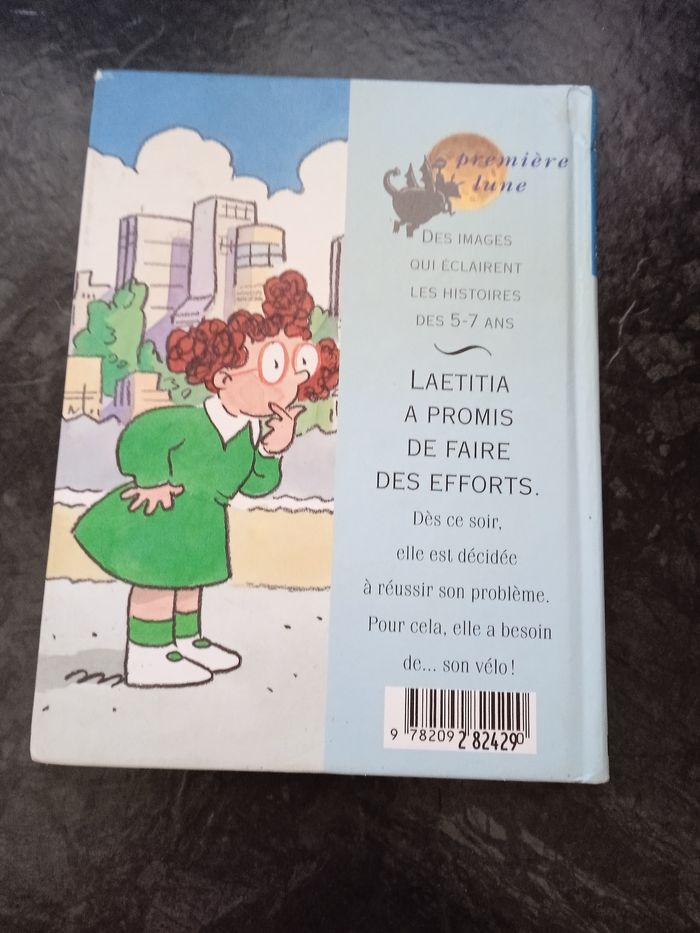 première
lune
DES IMAGES
QUI ÉCLAIRENT
LES HISTOIRES
DES 5-7 ANS
LAETITIA
A PROMIS
DE FAIRE
DES EFFORTS.
Dès ce soir,
elle est décidée
à réussir son problème.
Pour cela, elle a besoin
de... son vélo !
9 782092 824290